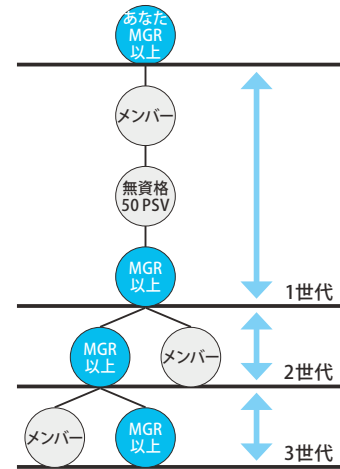 あなた
MGR
以上
メンバー
無資格
50 PSV
MGR
以上
1世代
MGR
以上
メンバー
2世代
メンバー
MGR
以上
3世代